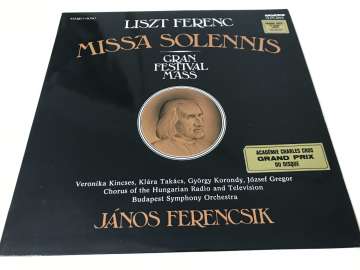 LISZT FERENC
MISSA SOLENNIS
GRAN
FESTIVAL
MASS
ACADÉMIE CHARLES CROS
GRAND PRIX
DU DISQUE
Veronika Kincses, Klára Takács, György Korondy, József Gregor
Chorus of the Hungarian Radio and Television
Budapest Symphony Orchestra
JÁNOS FERENCSIK